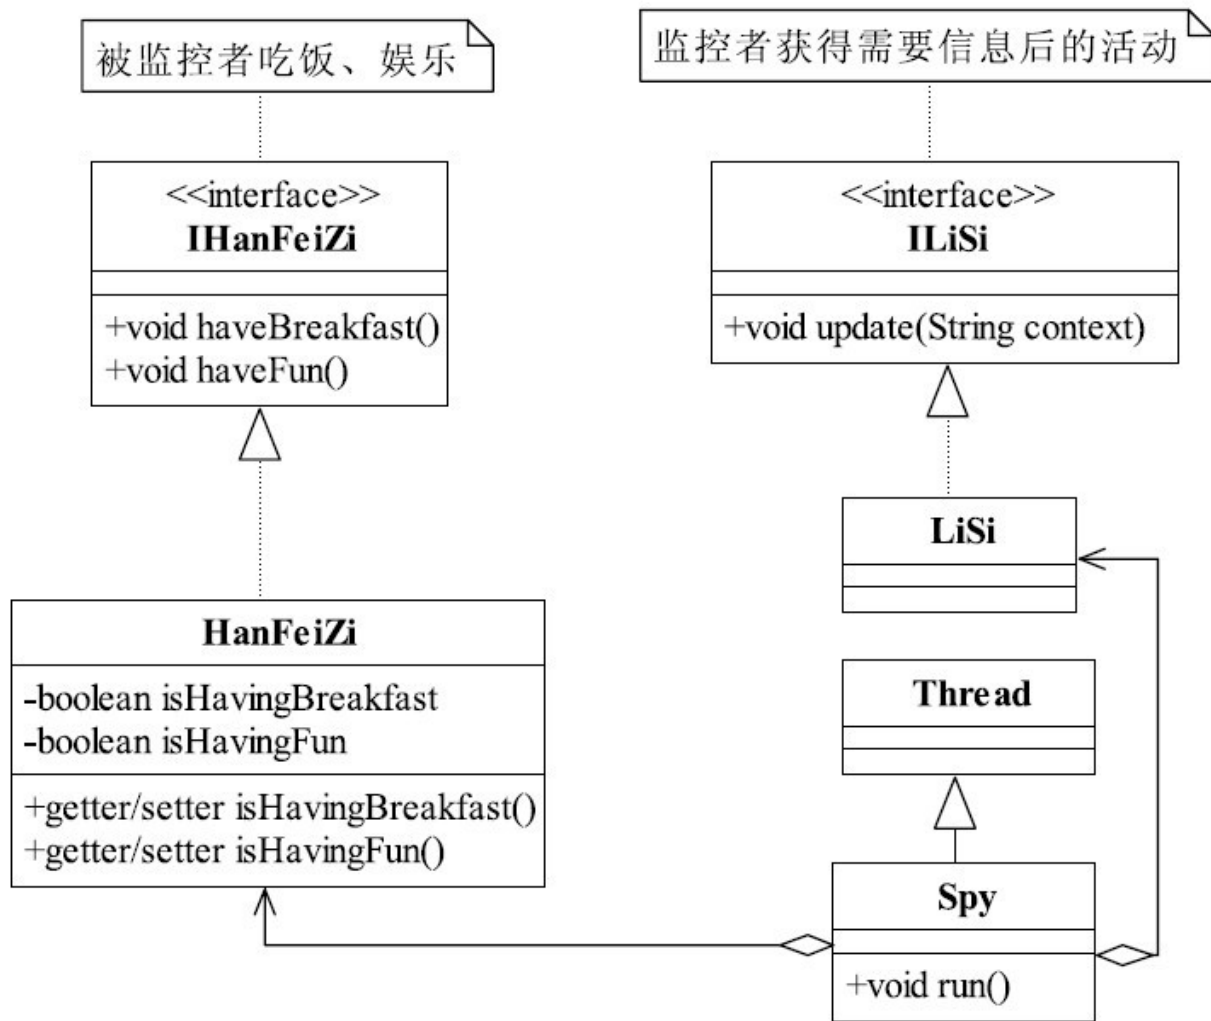 被监控者吃饭、娱乐
监控者获得需要信息后的活动
<<interface>>
IHanFeiZi
+void haveBreakfast()
+void haveFun()
<<interface>>
ILiSi
+void update(String context)
LiSi
HanFeiZi
-boolean isHavingBreakfast
-boolean isHavingFun
+getter/setter isHavingBreakfast()
+getter/setter isHavingFun()
Thread
Spy
+void run()